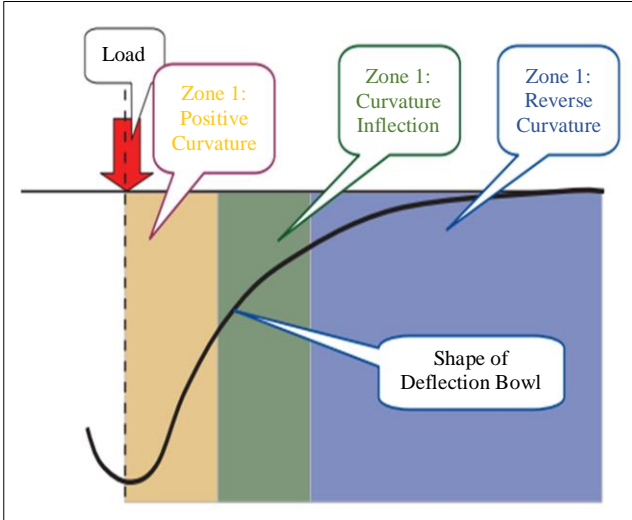 Load
Zone 1:
Positive
Curvature
Zone 1:
Curvature
Inflection
Zone 1:
Reverse
Curvature
Shape of
Deflection Bowl